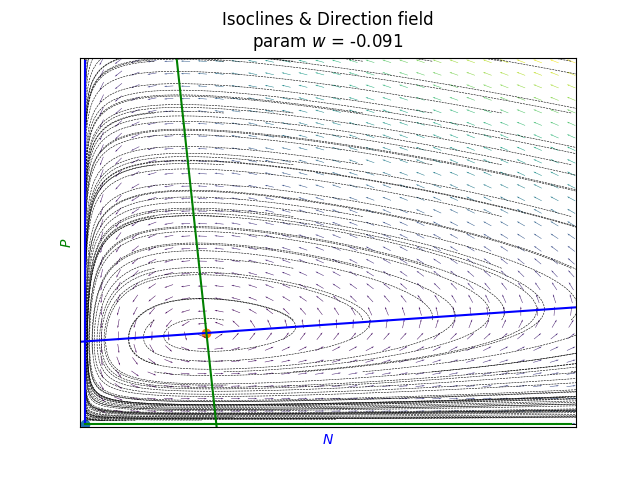 Isoclines & Direction field
param w = -0.091
P
N